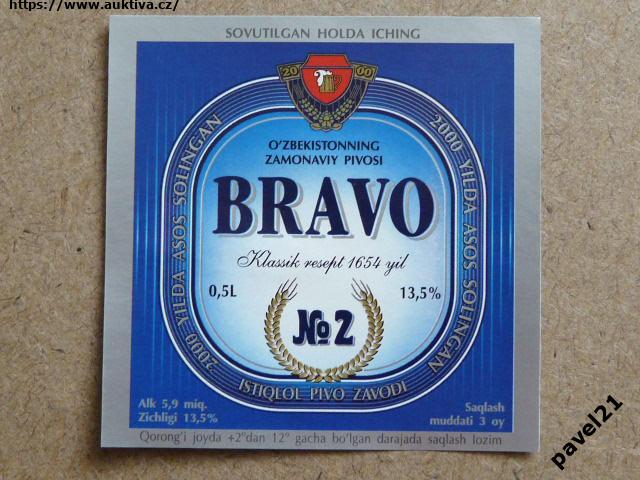 https://www.auktiva.cz/
SOVUTILGAN HOLDA ICHING
20 00
O'ZBEKISTONNING
ZAMONAVIY PIVOSI
BRAVO
Klassik resept 1654 yil
0,5L
13,5%
№2
2000 YILDA ASOS SOLINGAN
2000 YILDA ASOS SOLINGAN
ISTIQLOL PIVO ZAVODI
Alk 5,9 miq.
Zichligi 13,5%
Saqlash
muddati 3 oy
Qorong'i joyda +2°dan 12° gacha bo'lgan darajada saqlash lozim
pavel21